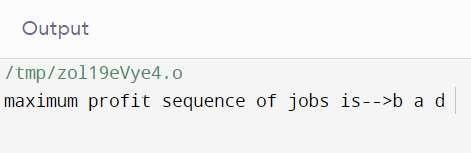 Output
/tmp/zol19eVye4.o
maximum profit sequence of jobs is-->b a d